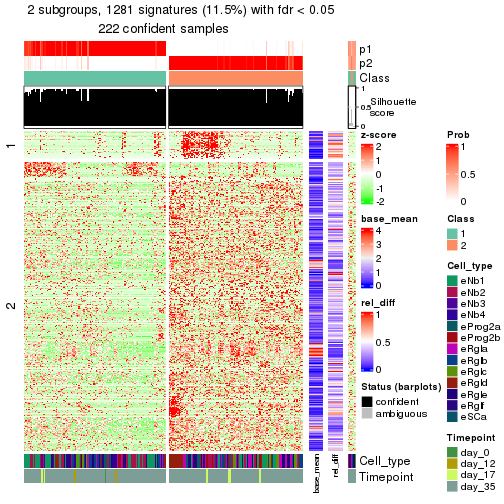 2 subgroups, 1281 signatures (11.5%) with fdr < 0.05
222 confident samples
p1
p2
Class
1
0.5
0
Silhouette
score
1
2
z-score
2
1
0
-1
-2
base_mean
4
3
2
1
0
rel_diff
1
0.5
0
Status (barplots)
confident
ambiguous
Prob
1
0.5
0
Class
1
2
Cell_type
eNb1
eNb2
eNb3
eNb4
eProg2a
eProg2b
eRgla
eRglb
eRglc
eRgld
eRgle
eRglf
eSCa
Timepoint
day_0
day_12
day_17
day_35
Cell_type
Timepoint
base_mean
rel_diff